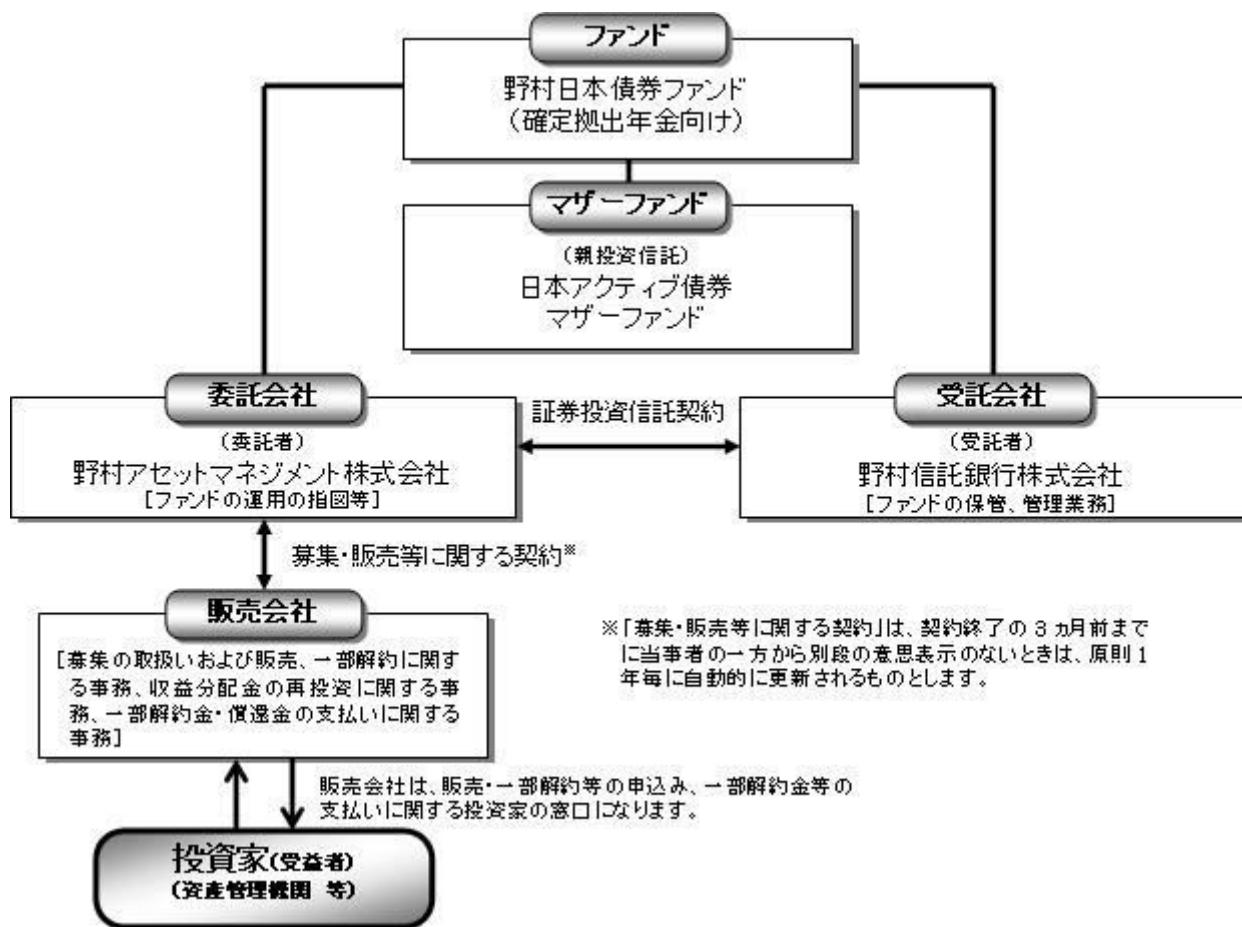 ファンド
野村日本債券ファンド
（確定拠出年金向け）
マザーファンド
（親投資信託）
日本アクティブ債券
マザーファンド
委託会社
（委託者）
野村アセットマネジメント株式会社
[ファンドの運用の指図等]
証券投資信託契約
受託会社
（受託者）
野村信託銀行株式会社
[ファンドの保管、管理業務]
募集・販売等に関する契約※
販売会社
[募集の取扱いおよび販売、一部解約に関す
る事務、収益分配金の再投資に関する事
務、一部解約金・償還金の支払いに関する
事務]
※「募集・販売等に関する契約」は、契約終了の3ヵ月前まで
に当事者の一方から別段の意思表示のないときは、原則1
年毎に自動的に更新されるものとします。
販売会社は、販売・一部解約等の申込み、一部解約金等の
支払いに関する投資家の窓口になります。
投資家(受益者)
(資産管理機関 等)